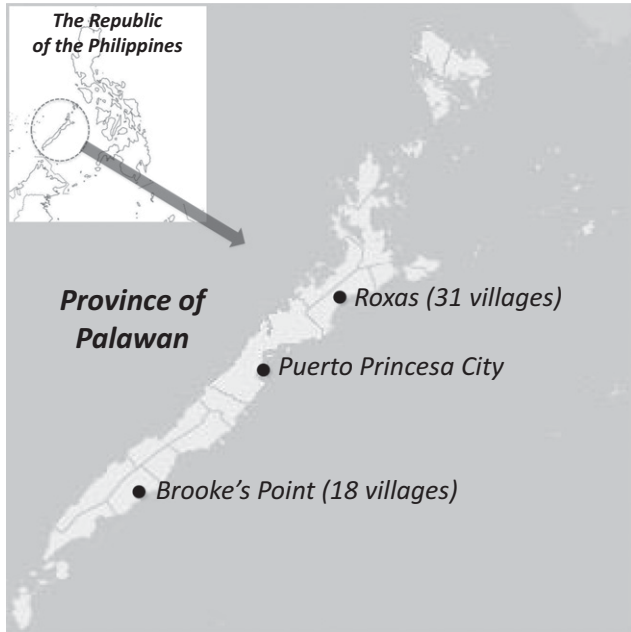 The Republic
of the Philippines
Province of
Palawan
Roxas (31 villages)
Puerto Princesa City
Brooke's Point (18 villages)